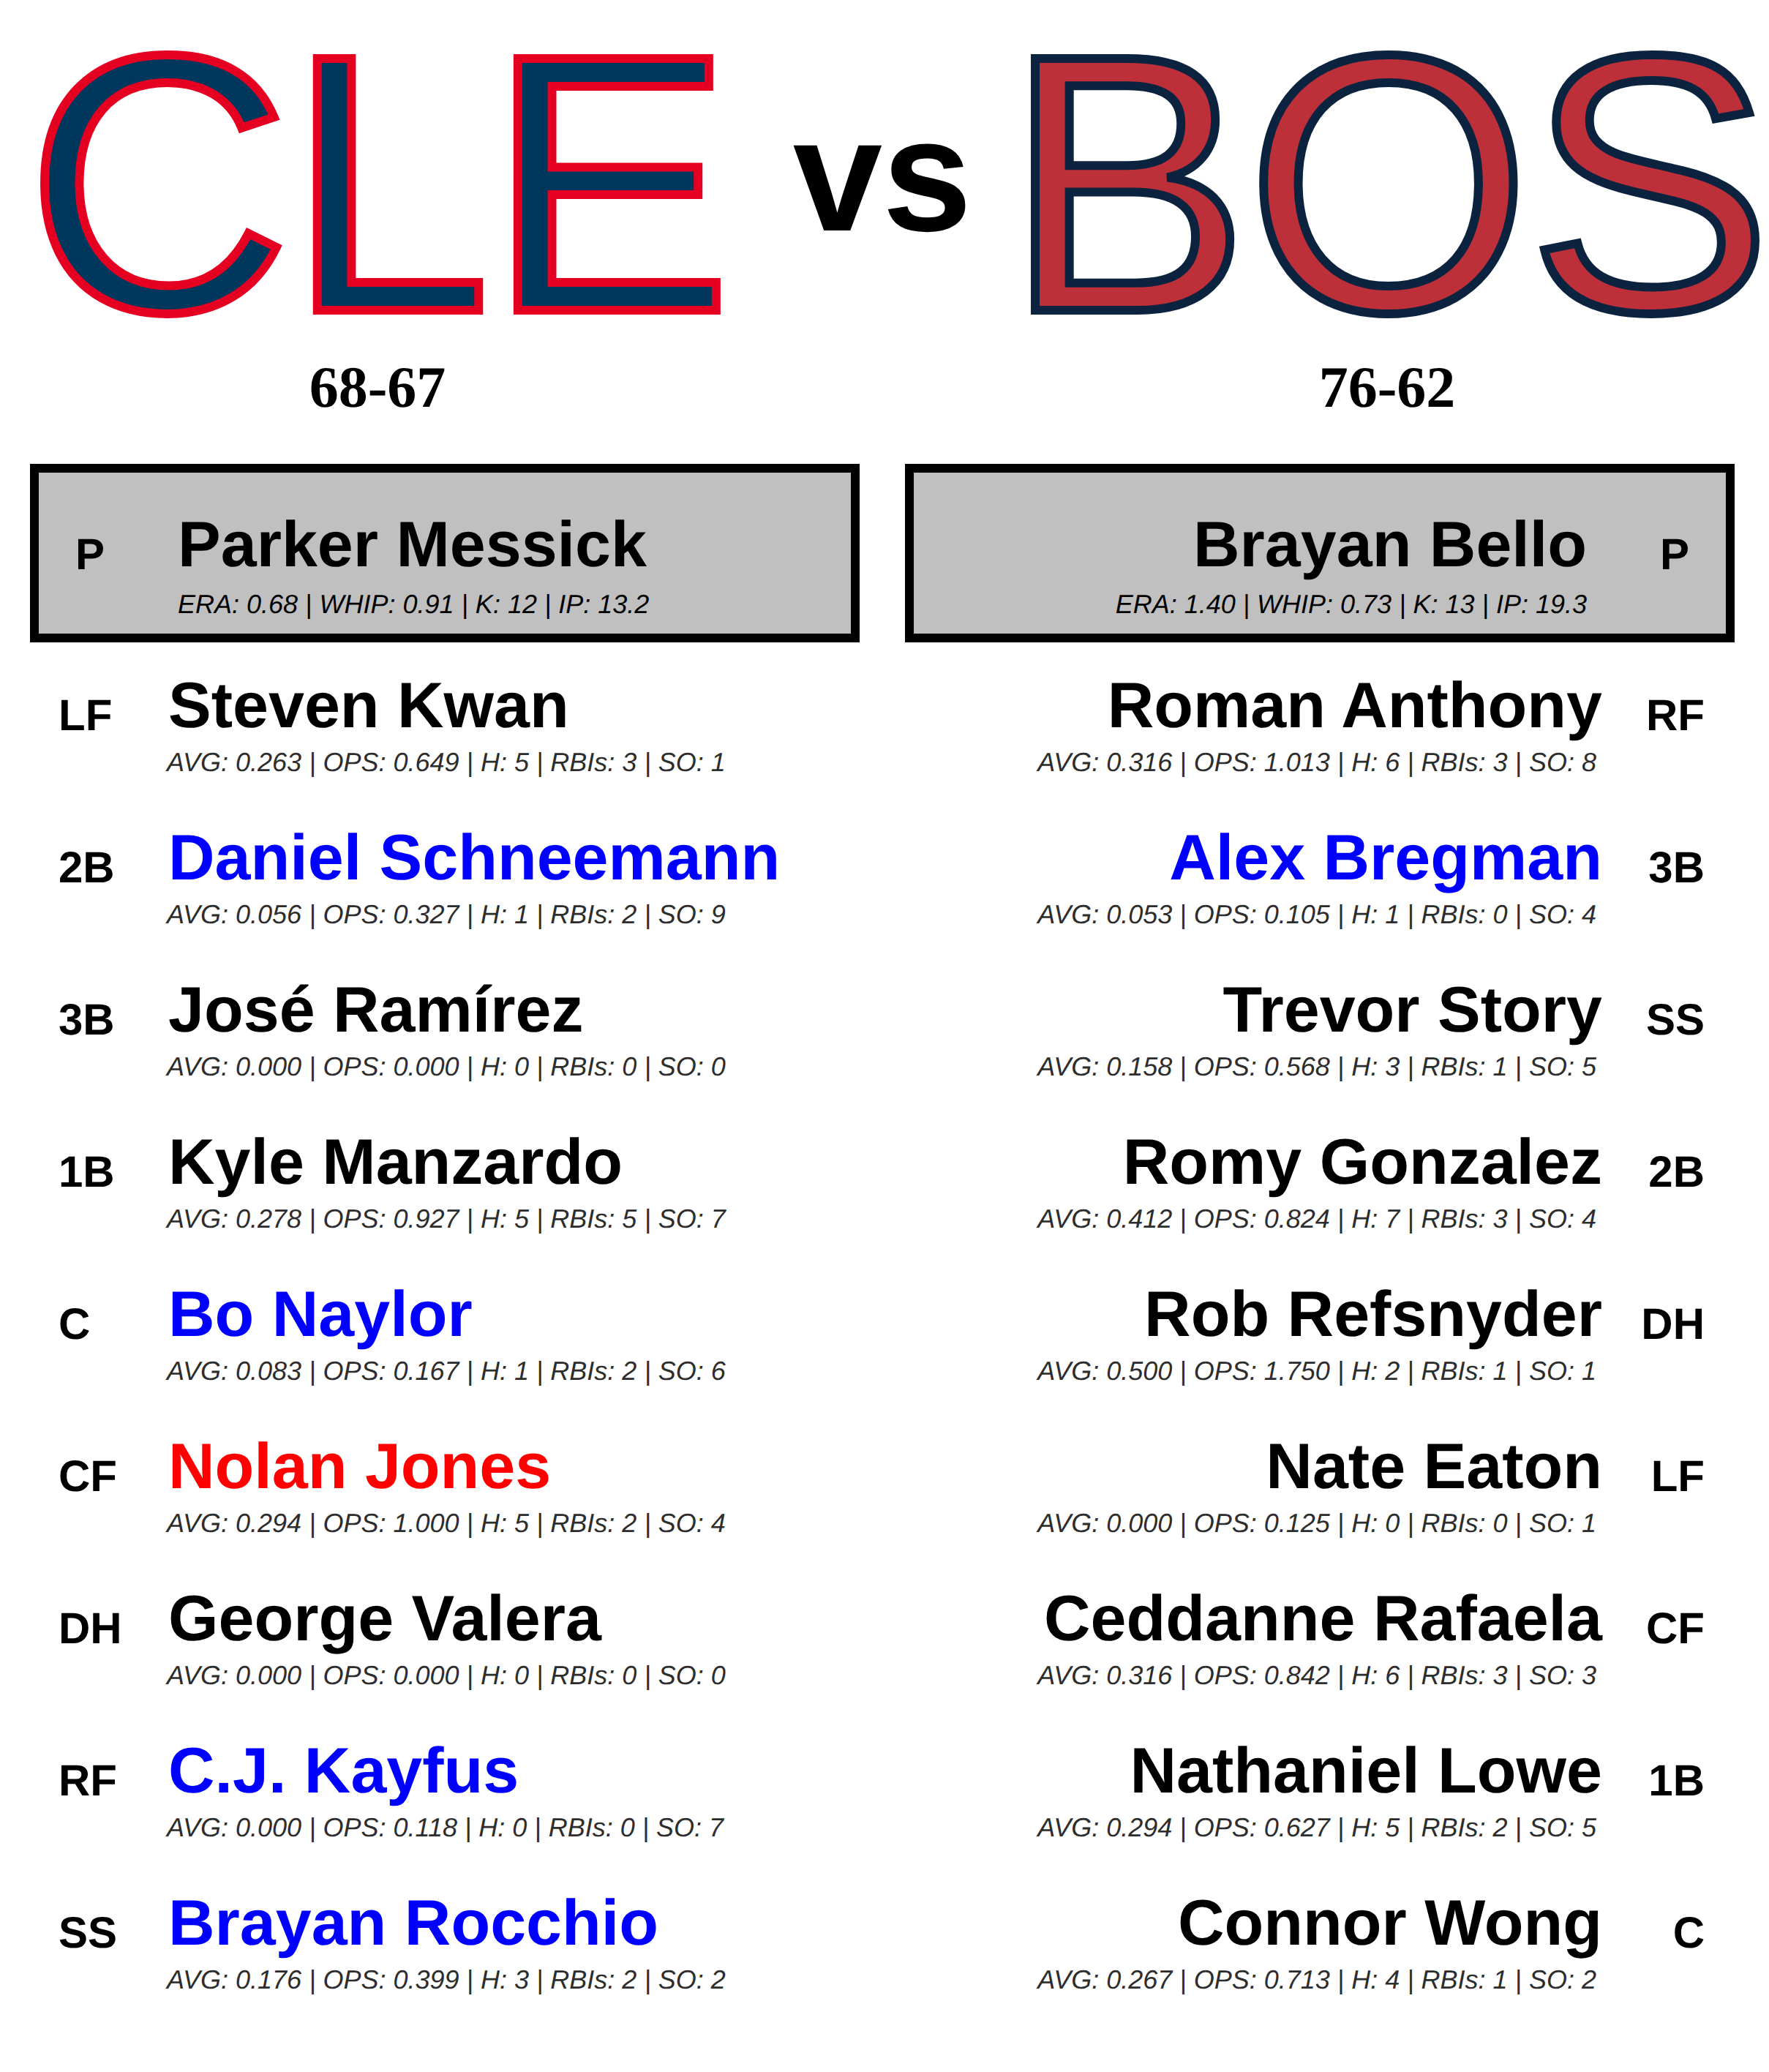 CLE vs BOS
68-67
76-62
P Parker Messick
ERA: 0.68 | WHIP: 0.91 | K: 12 | IP: 13.2
Brayan Bello P
ERA: 1.40 | WHIP: 0.73 | K: 13 | IP: 19.3
LF Steven Kwan
AVG: 0.263 | OPS: 0.649 | H: 5 | RBIs: 3 | SO: 1
2B Daniel Schneemann
AVG: 0.056 | OPS: 0.327 | H: 1 | RBIs: 2 | SO: 9
3B José Ramírez
AVG: 0.000 | OPS: 0.000 | H: 0 | RBIs: 0 | SO: 0
1B Kyle Manzardo
AVG: 0.278 | OPS: 0.927 | H: 5 | RBIs: 5 | SO: 7
C Bo Naylor
AVG: 0.083 | OPS: 0.167 | H: 1 | RBIs: 2 | SO: 6
CF Nolan Jones
AVG: 0.294 | OPS: 1.000 | H: 5 | RBIs: 2 | SO: 4
DH George Valera
AVG: 0.000 | OPS: 0.000 | H: 0 | RBIs: 0 | SO: 0
RF C.J. Kayfus
AVG: 0.000 | OPS: 0.118 | H: 0 | RBIs: 0 | SO: 7
SS Brayan Rocchio
AVG: 0.176 | OPS: 0.399 | H: 3 | RBIs: 2 | SO: 2
Roman Anthony RF
AVG: 0.316 | OPS: 1.013 | H: 6 | RBIs: 3 | SO: 8
Alex Bregman 3B
AVG: 0.053 | OPS: 0.105 | H: 1 | RBIs: 0 | SO: 4
Trevor Story SS
AVG: 0.158 | OPS: 0.568 | H: 3 | RBIs: 1 | SO: 5
Romy Gonzalez 2B
AVG: 0.412 | OPS: 0.824 | H: 7 | RBIs: 3 | SO: 4
Rob Refsnyder DH
AVG: 0.500 | OPS: 1.750 | H: 2 | RBIs: 1 | SO: 1
Nate Eaton LF
AVG: 0.000 | OPS: 0.125 | H: 0 | RBIs: 0 | SO: 1
Ceddanne Rafaela CF
AVG: 0.316 | OPS: 0.842 | H: 6 | RBIs: 3 | SO: 3
Nathaniel Lowe 1B
AVG: 0.294 | OPS: 0.627 | H: 5 | RBIs: 2 | SO: 5
Connor Wong C
AVG: 0.267 | OPS: 0.713 | H: 4 | RBIs: 1 | SO: 2